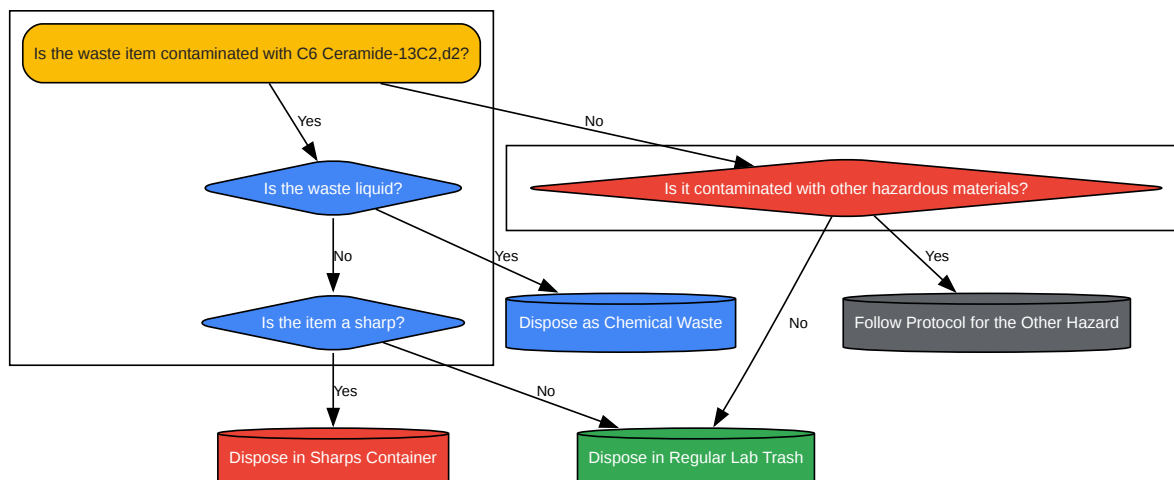 Is the waste item contaminated with C6 Ceramide-13C2,d2?
Yes
No
Is the waste liquid?
Is it contaminated with other hazardous materials?
No
Yes
Yes
Is the item a sharp?
Dispose as Chemical Waste
No
Follow Protocol for the Other Hazard
Yes
No
Dispose in Sharps Container
Dispose in Regular Lab Trash